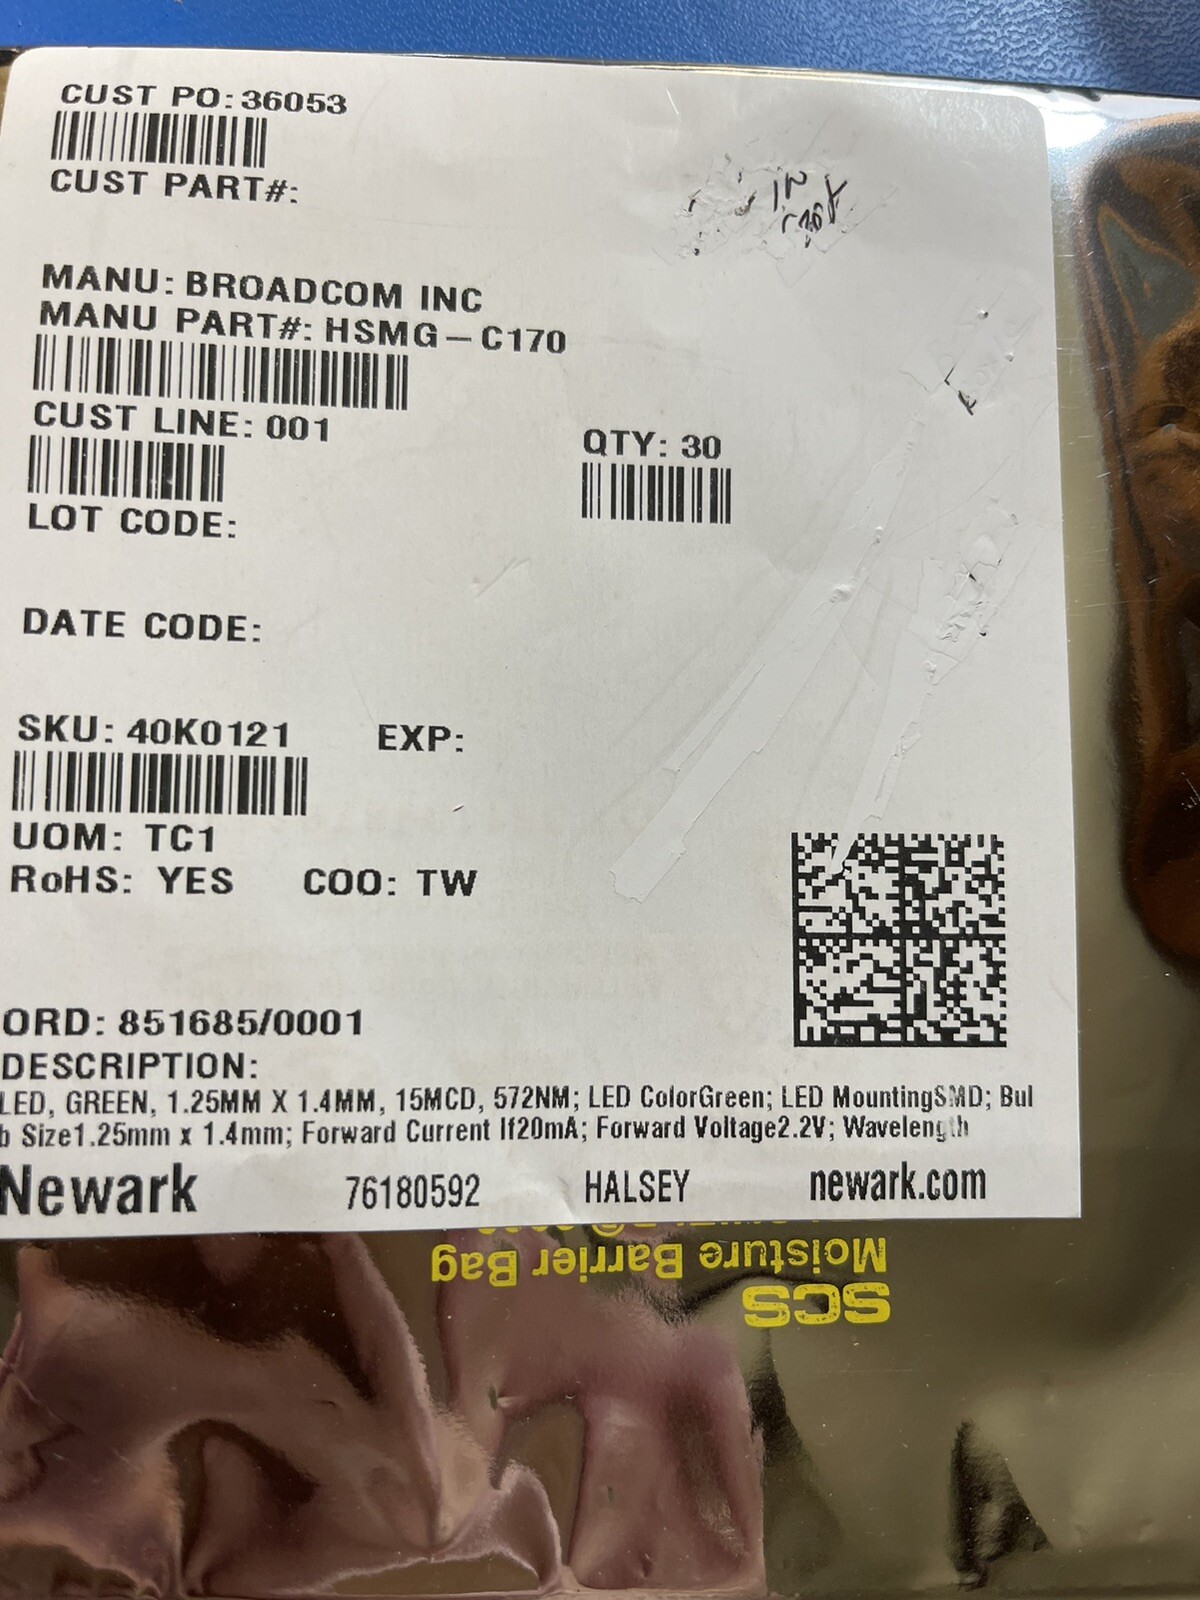 CUST PO: 36053
CUST PART#:
IN
MANU: BROADCOM INC
MANU PART#: HSMG-C170
CUST LINE: 001
QTY: 30
LOT CODE:
DATE CODE:
SKU: 40K0121 EXP:
UOM: TC1
RoHS: YES COO: TW
ORD: 851685/0001
DESCRIPTION:
LED, GREEN, 1.25MM X 1.4MM, 15MCD, 572NM; LED ColorGreen; LED MountingSMD; Bul
b Size1.25mm x 1.4mm; Forward Current If20mA; Forward Voltage2.2V; Wavelength
Newark 76180592 HALSEY newark.com
Moisture Barrier Bag
SCS